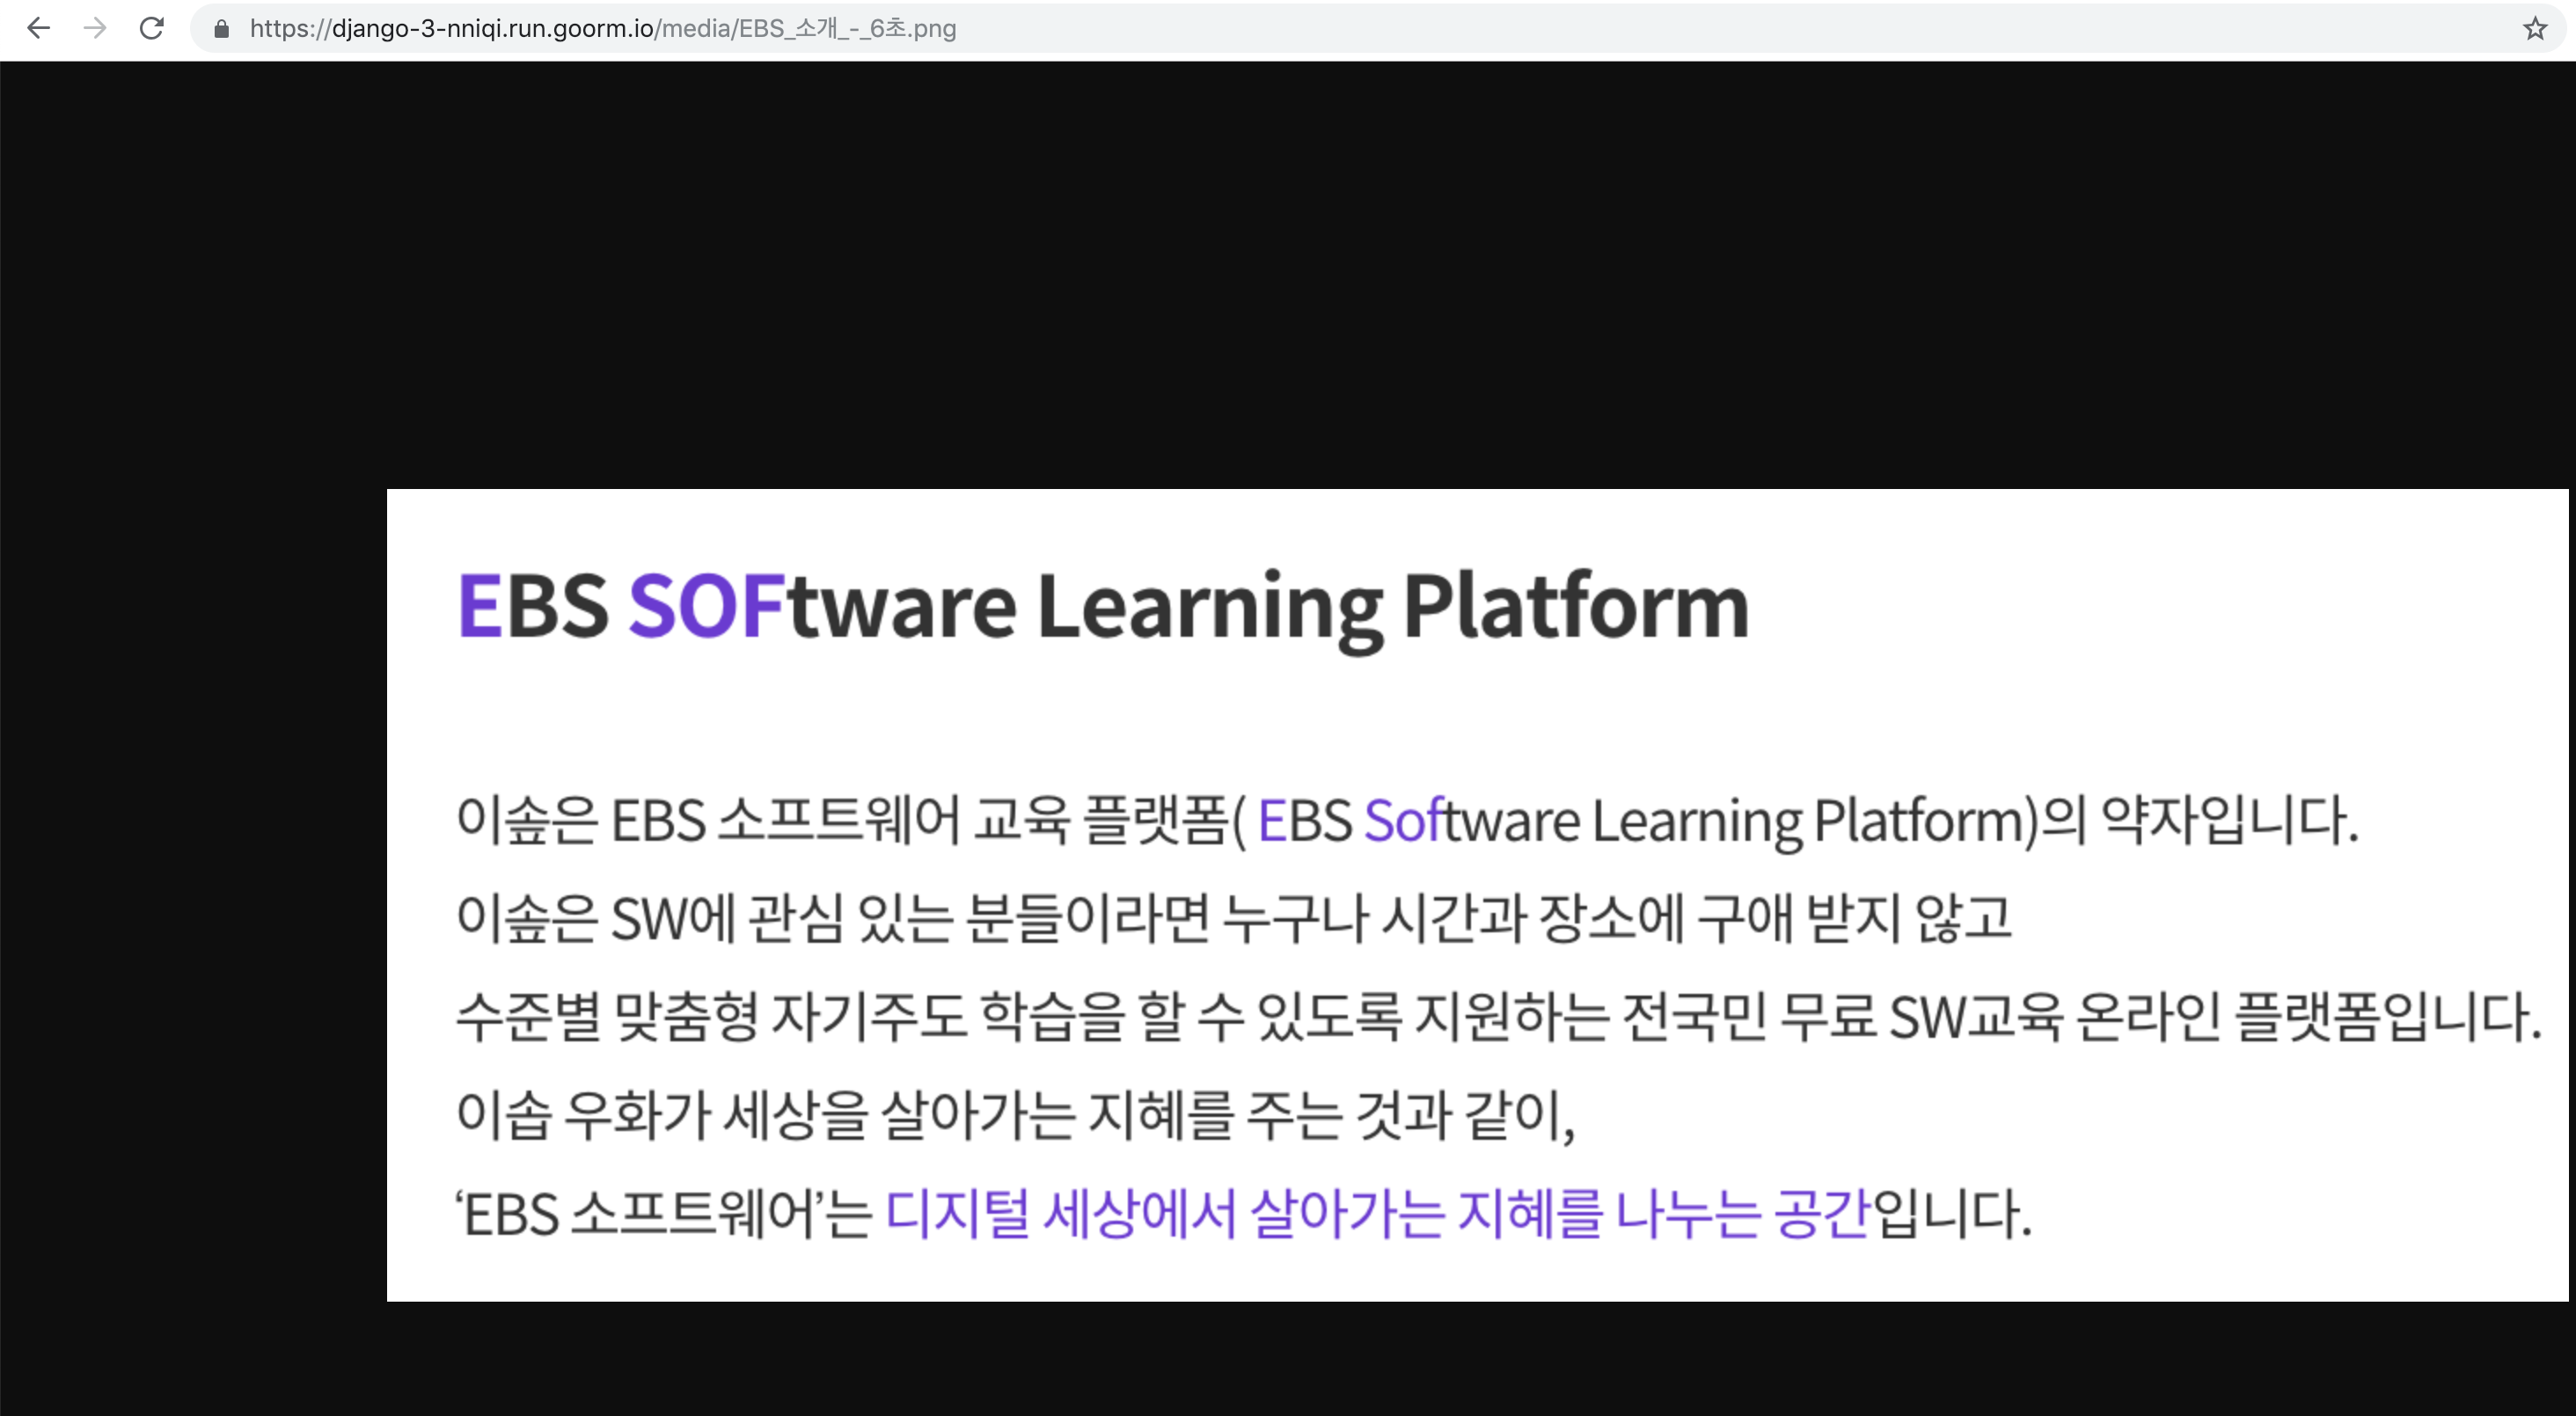 https://django-3-nniqi.run.goorm.io/media/EBS_소개_-_6초.png
EBS SOFtware Learning Platform
이솦은 EBS 소프트웨어 교육 플랫폼( EBS Software Learning Platform)의 약자입니다.
이솦은 SW에 관심 있는 분들이라면 누구나 시간과 장소에 구애 받지 않고
수준별 맞춤형 자기주도 학습을 할 수 있도록 지원하는 전국민 무료 SW교육 온라인 플랫폼입니다.
이솝 우화가 세상을 살아가는 지혜를 주는 것과 같이,
‘EBS 소프트웨어’는 디지털 세상에서 살아가는 지혜를 나누는 공간입니다.